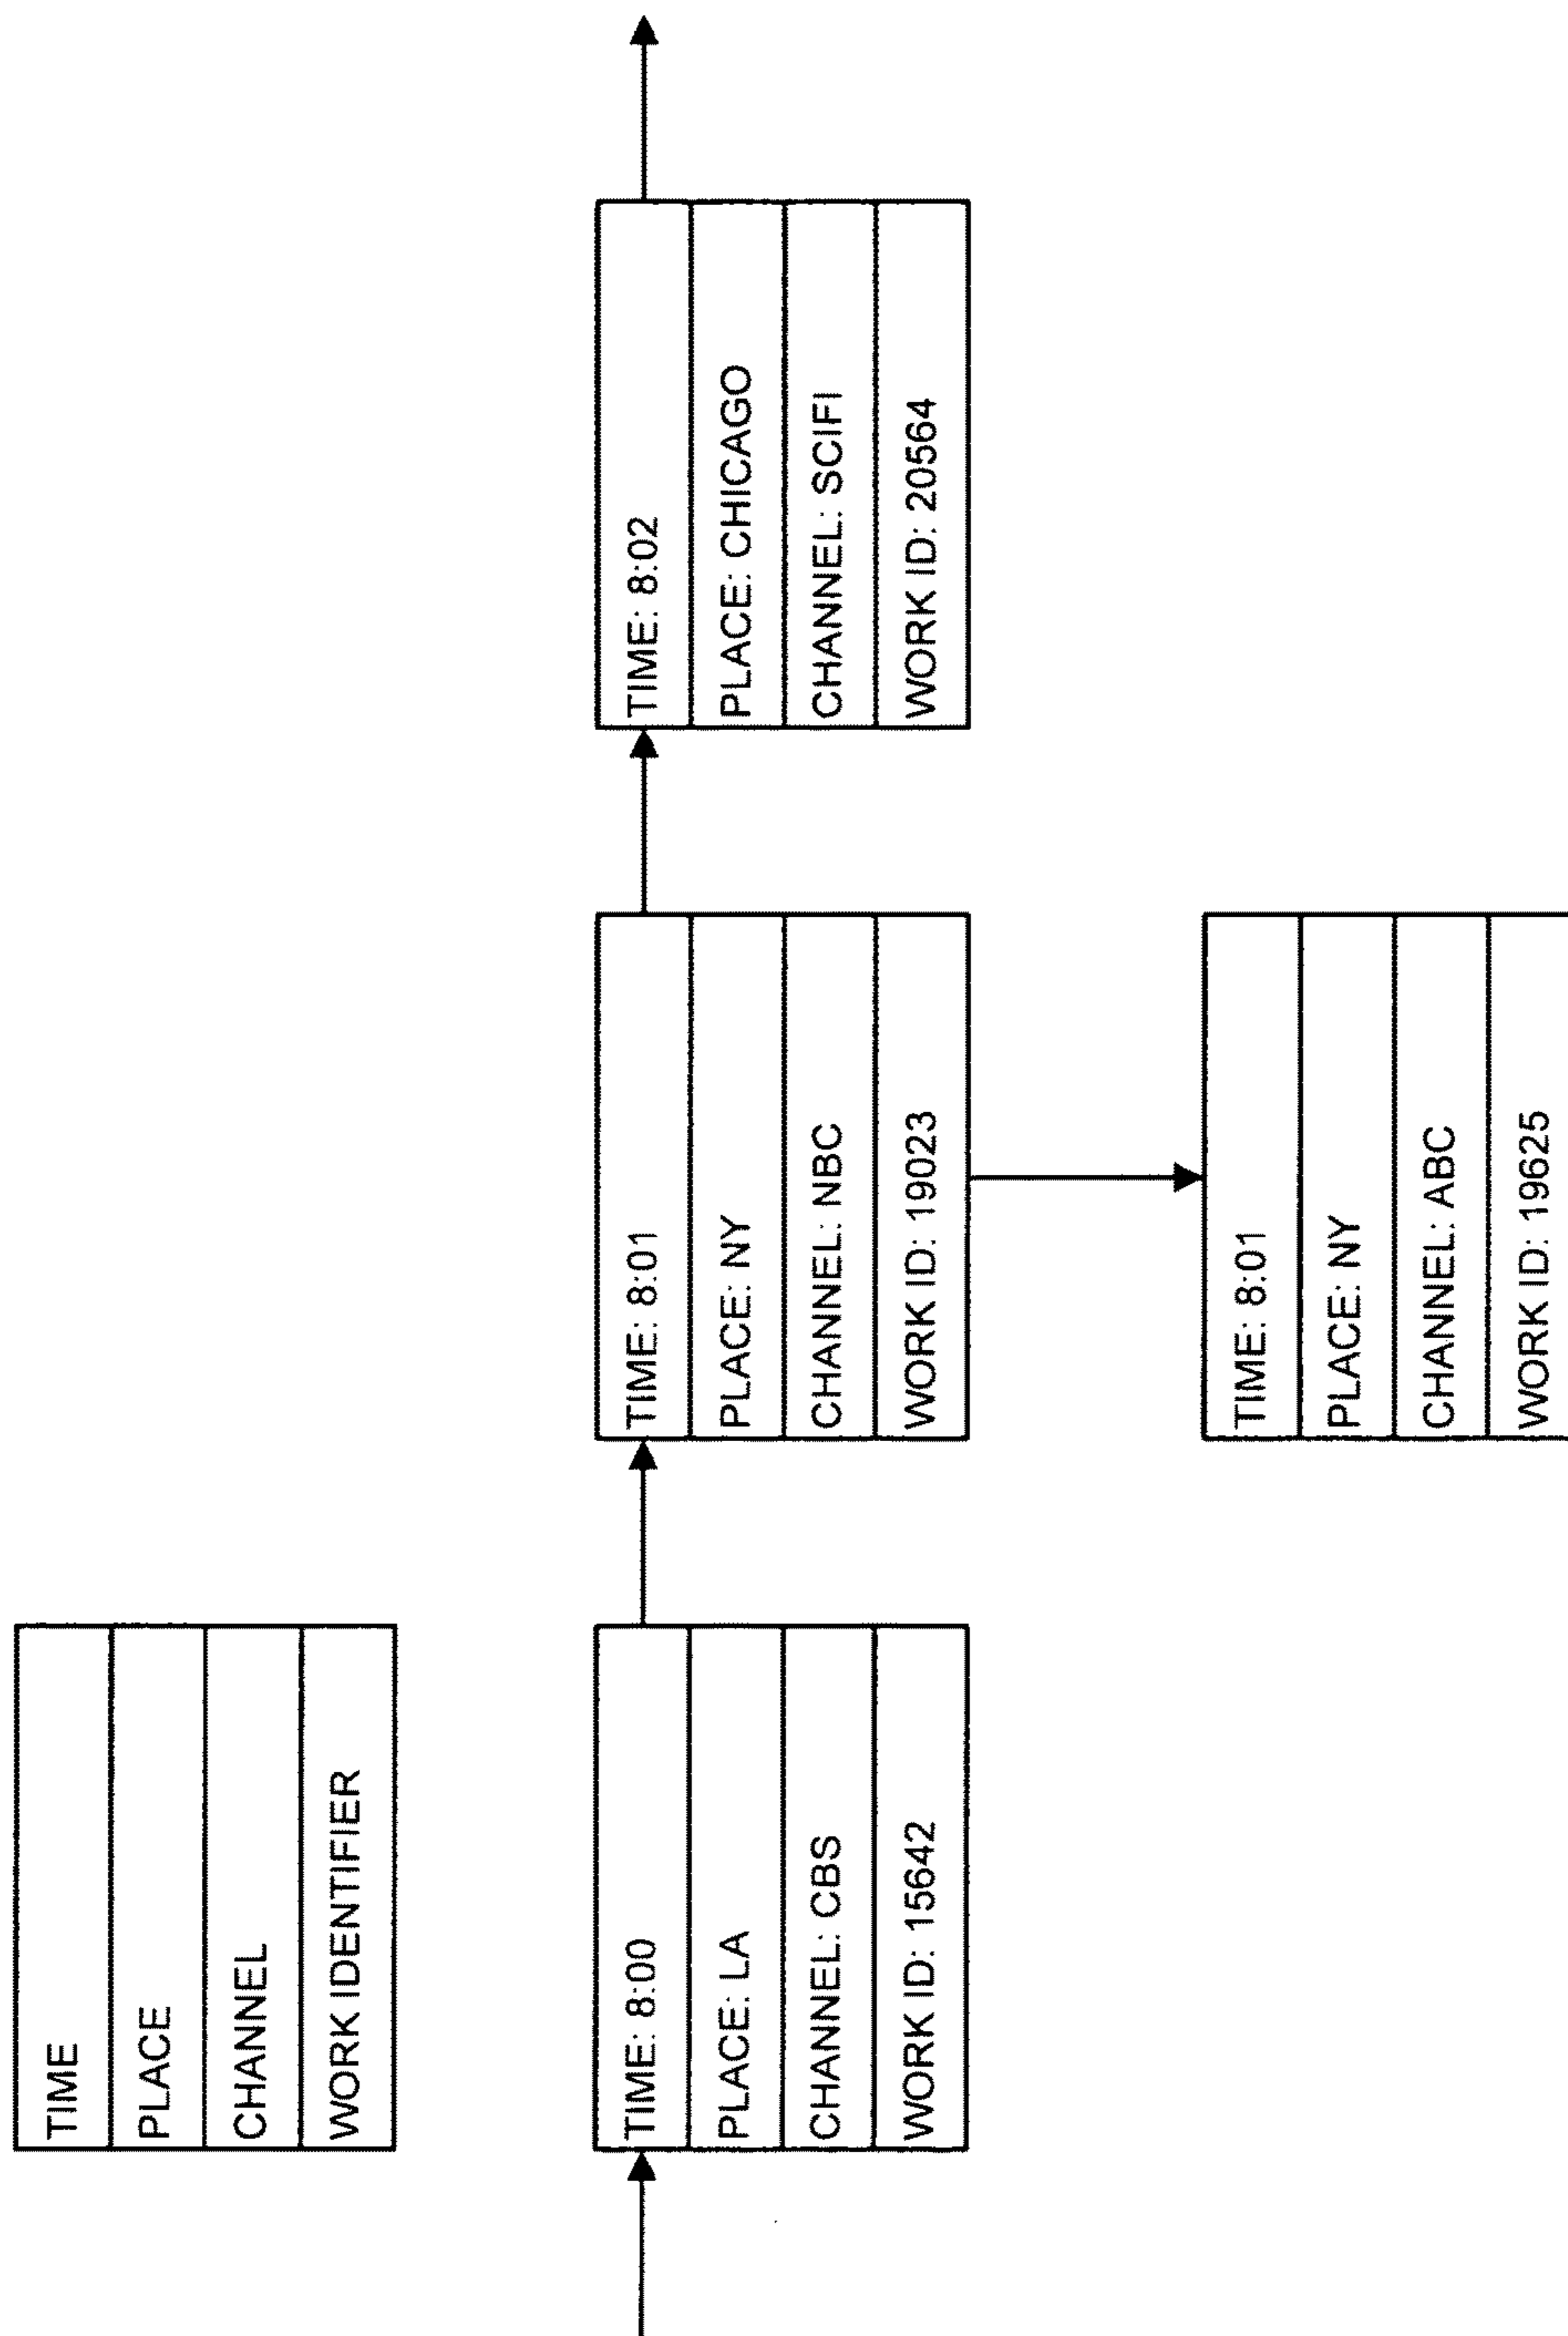 TIME
PLACE
CHANNEL
WORK IDENTIFIER
TIME: 8:00
PLACE: LA
CHANNEL: CBS
WORK ID: 15642
TIME: 8:01
PLACE: NY
CHANNEL: NBC
WORK ID: 19023
TIME: 8:02
PLACE: CHICAGO
CHANNEL: SCIFI
WORK ID: 20564
TIME: 8:01
PLACE: NY
CHANNEL: ABC
WORK ID: 19625